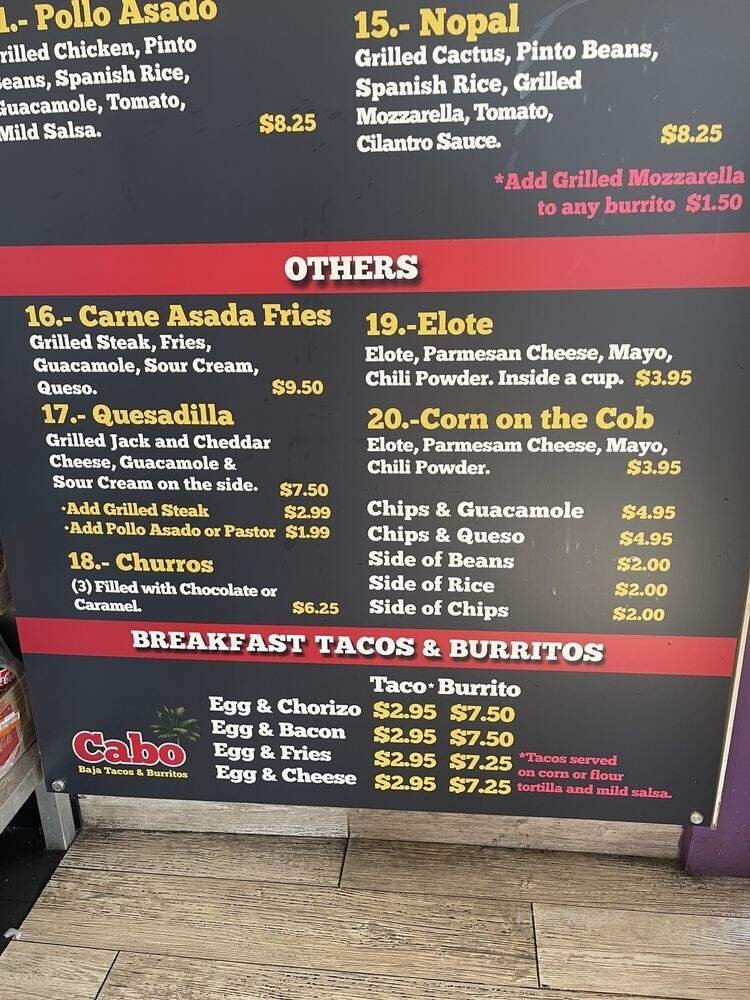 1.- Pollo Asado
rilled Chicken, Pinto
eans, Spanish Rice,
uacamole, Tomato,
Mild Salsa.
$8.25
15.- Nopal
Grilled Cactus, Pinto Beans,
Spanish Rice, Grilled
Mozzarella, Tomato,
Cilantro Sauce.
$8.25
*Add Grilled Mozzarella
to any burrito $1.50
OTHERS
16.- Carne Asada Fries
Grilled Steak, Fries,
Guacamole, Sour Cream,
Queso. $9.50
17.- Quesadilla
Grilled Jack and Cheddar
Cheese, Guacamole &
Sour Cream on the side. $7.50
·Add Grilled Steak $2.99
·Add Pollo Asado or Pastor $1.99
18.- Churros
(3) Filled with Chocolate or
Caramel. $6.25
19.-Elote
Elote, Parmesan Cheese, Mayo,
Chili Powder. Inside a cup. $3.95
20.-Corn on the Cob
Elote, Parmesam Cheese, Mayo,
Chili Powder. $3.95
Chips & Guacamole $4.95
Chips & Queso $4.95
Side of Beans $2.00
Side of Rice $2.00
Side of Chips $2.00
BREAKFAST TACOS & BURRITOS
Taco * Burrito
Egg & Chorizo $2.95 $7.50
Egg & Bacon $2.95 $7.50
Egg & Fries $2.95 $7.25
Egg & Cheese $2.95 $7.25
*Tacos served
on corn or flour
tortilla and mild salsa.
Cabo
Baja Tacos & Burritos